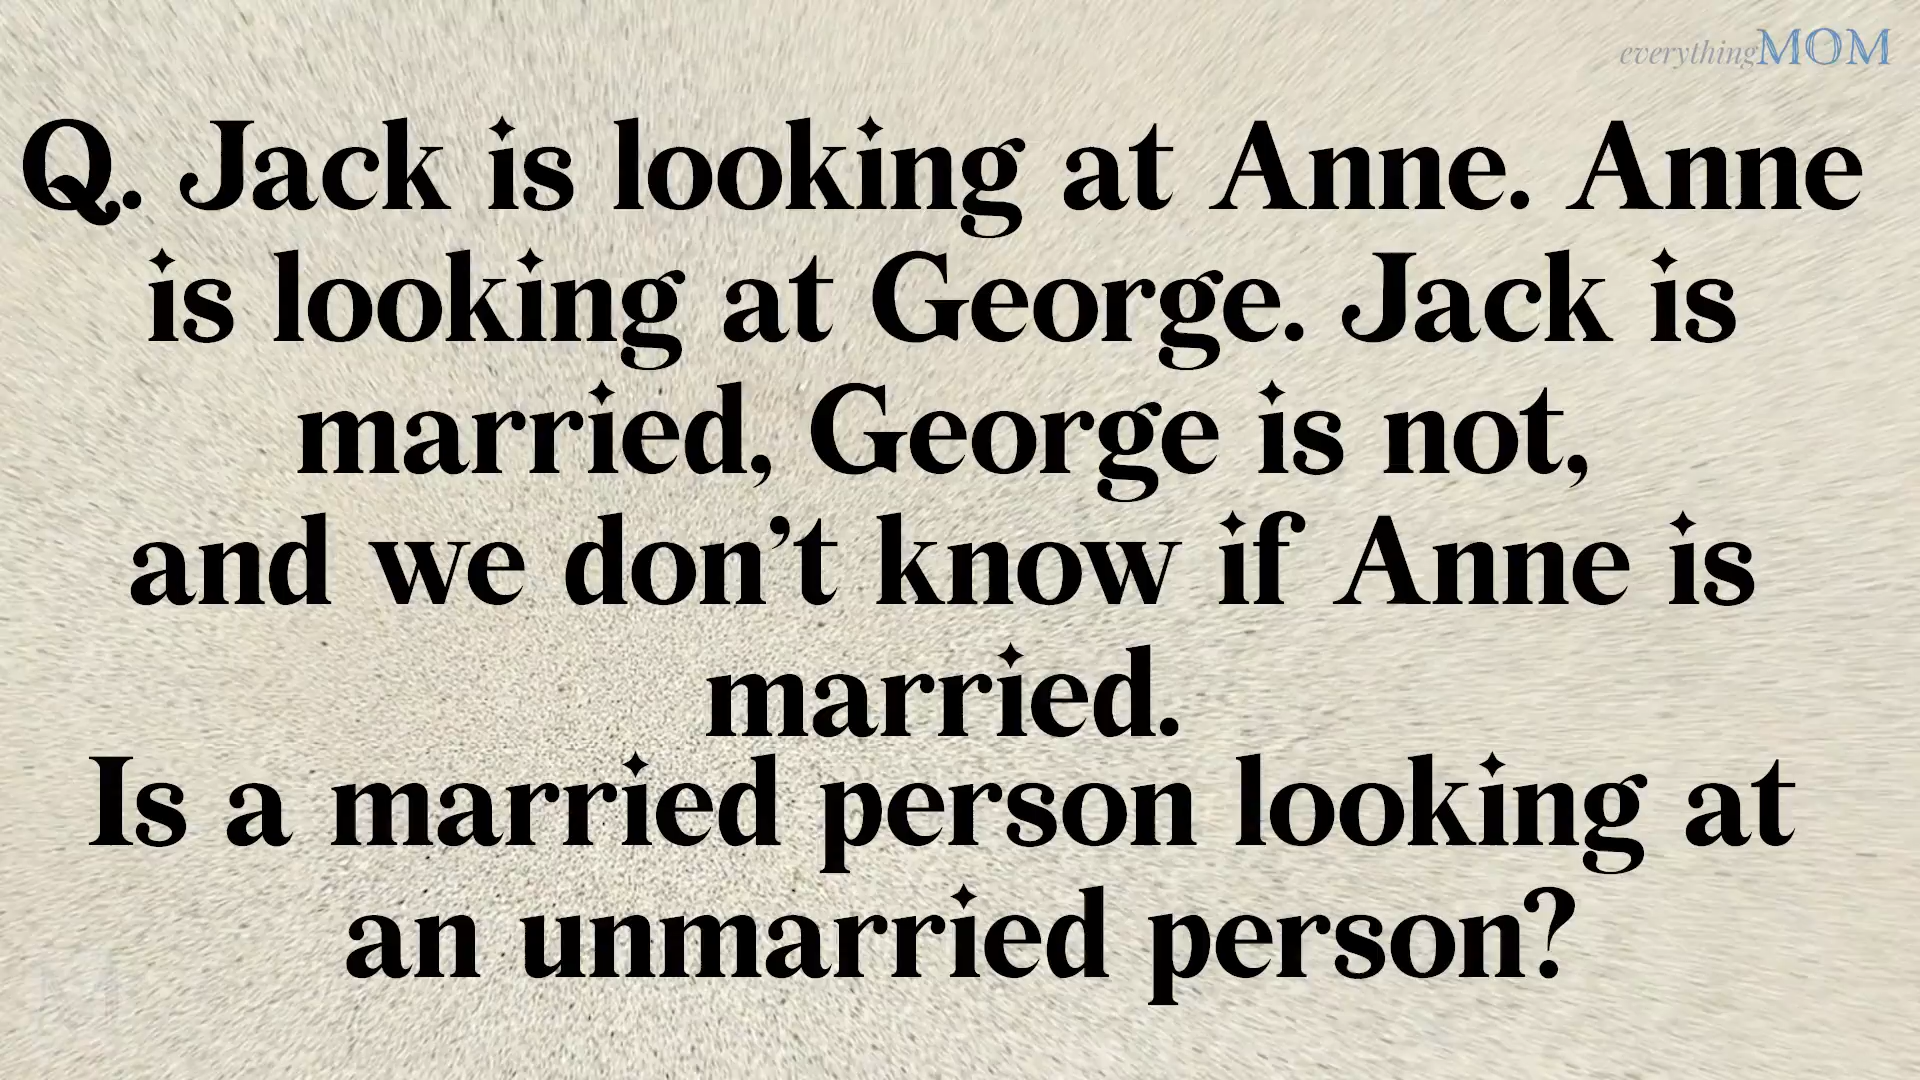 everythingMOM
Q. Jack is looking at Anne. Anne
is looking at George. Jack is
married, George is not,
and we don’t know if Anne is
married.
Is a married person looking at
an unmarried person?